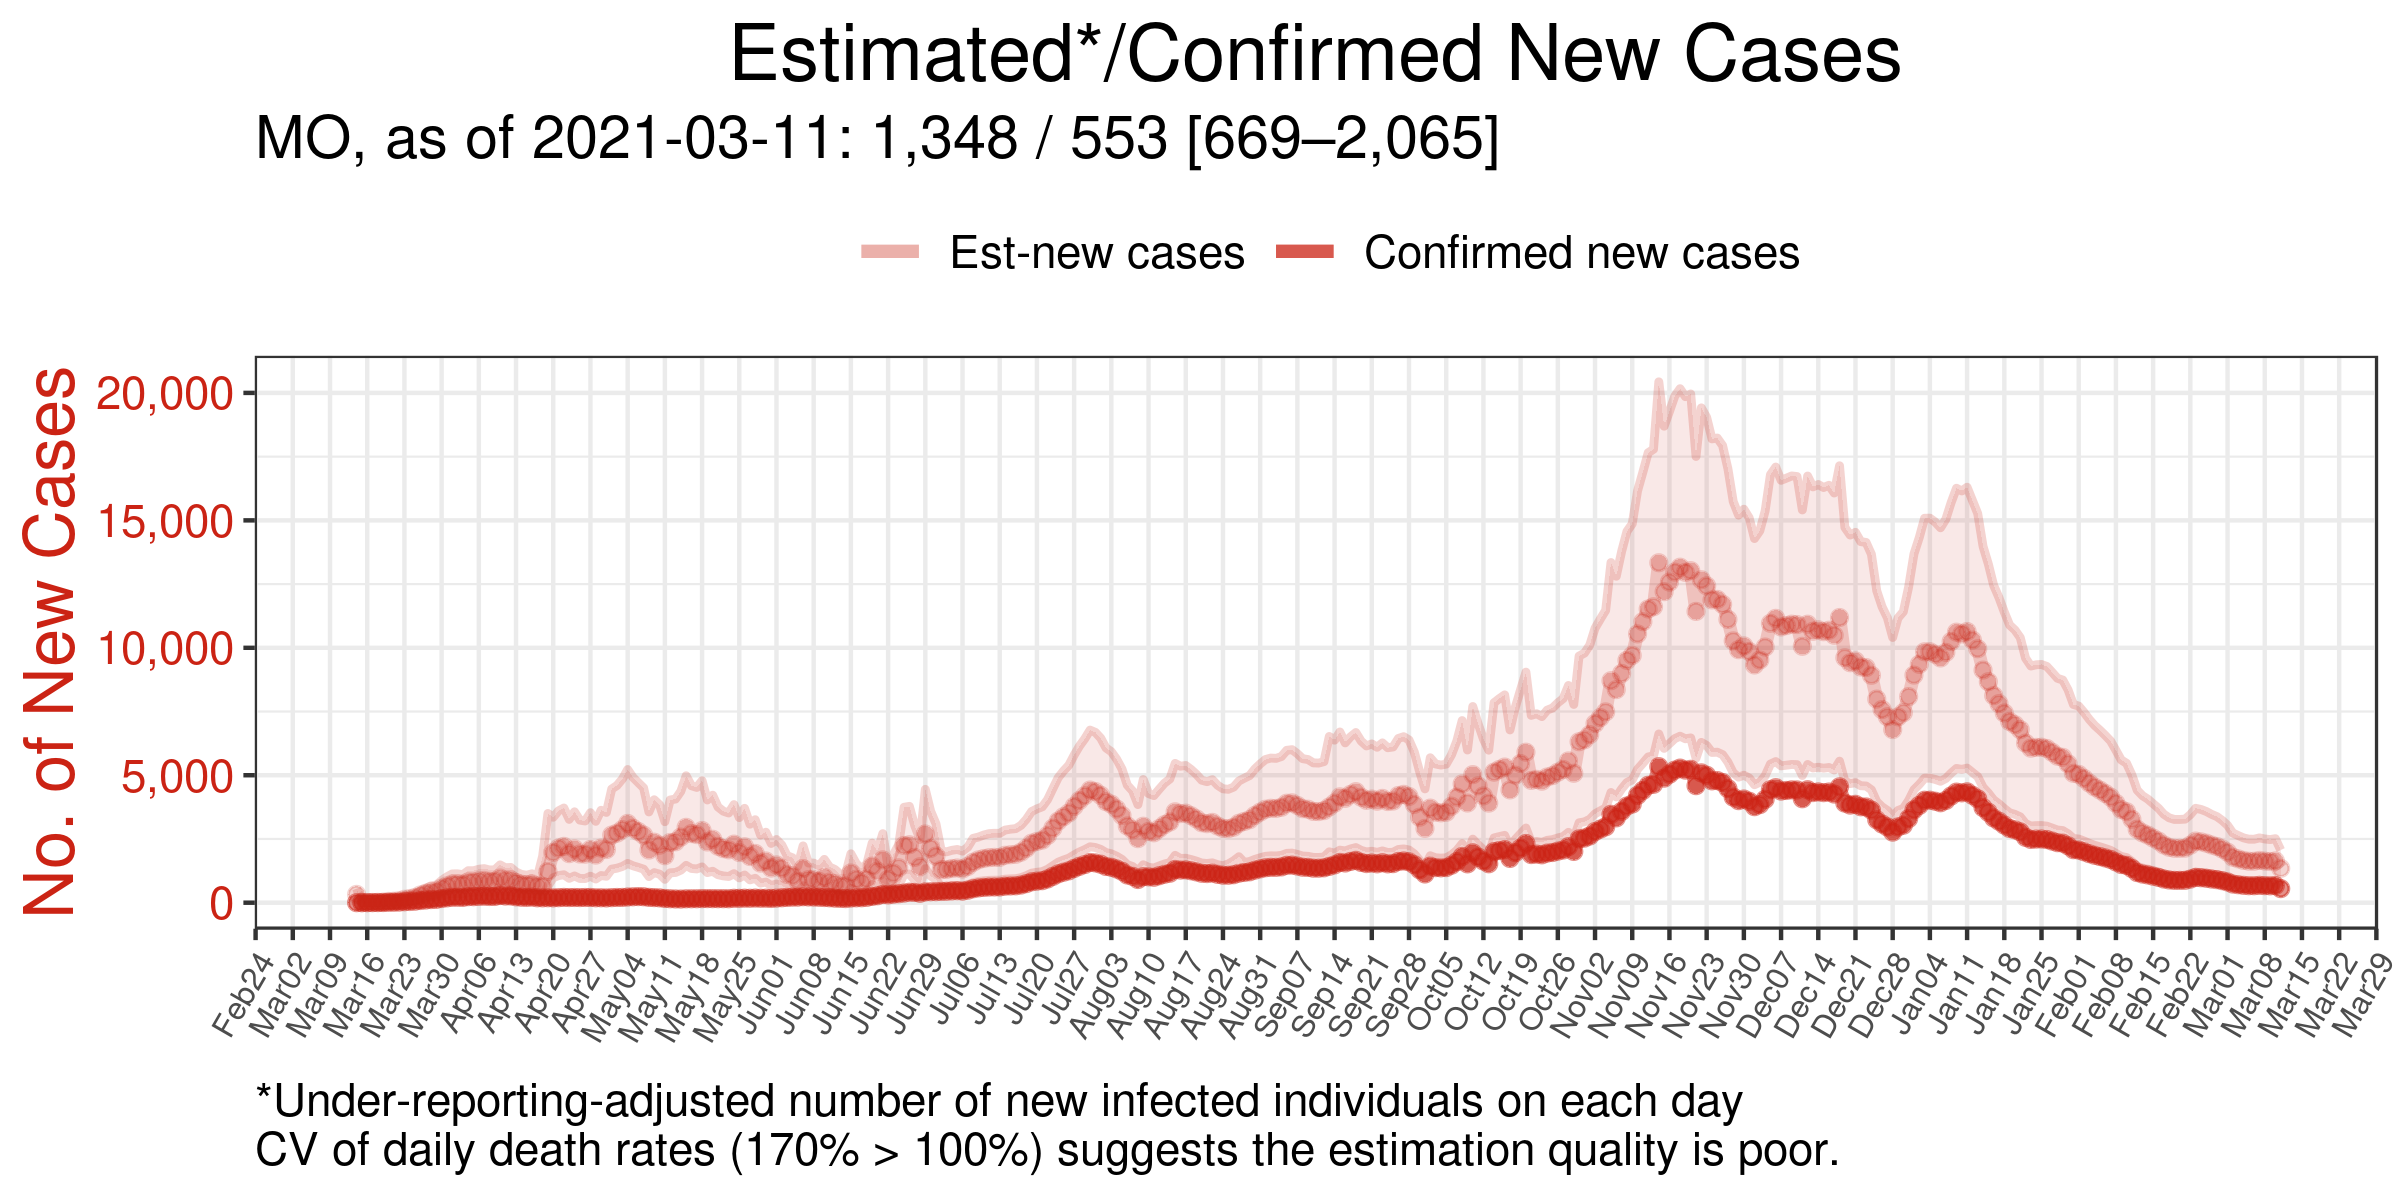 Estimated*/Confirmed New Cases
MO, as of 2021-03-11: 1,348 / 553 [669–2,065]
Est-new cases
Confirmed new cases
No. of New Cases
20,000
15,000
10,000
5,000
0
Feb24
Mar02
Mar09
Mar16
Mar23
Mar30
Apr06
Apr13
Apr20
Apr27
May04
May11
May18
May25
Jun01
Jun08
Jun15
Jun22
Jun29
Jul06
Jul13
Jul20
Jul27
Aug03
Aug10
Aug17
Aug24
Aug31
Sep07
Sep14
Sep21
Sep28
Oct05
Oct12
Oct19
Oct26
Nov02
Nov09
Nov16
Nov23
Nov30
Dec07
Dec14
Dec21
Dec28
Jan04
Jan11
Jan18
Jan25
Feb01
Feb08
Feb15
Feb22
Mar01
Mar08
Mar15
Mar22
Mar29
*Under-reporting-adjusted number of new infected individuals on each day
CV of daily death rates (170% > 100%) suggests the estimation quality is poor.